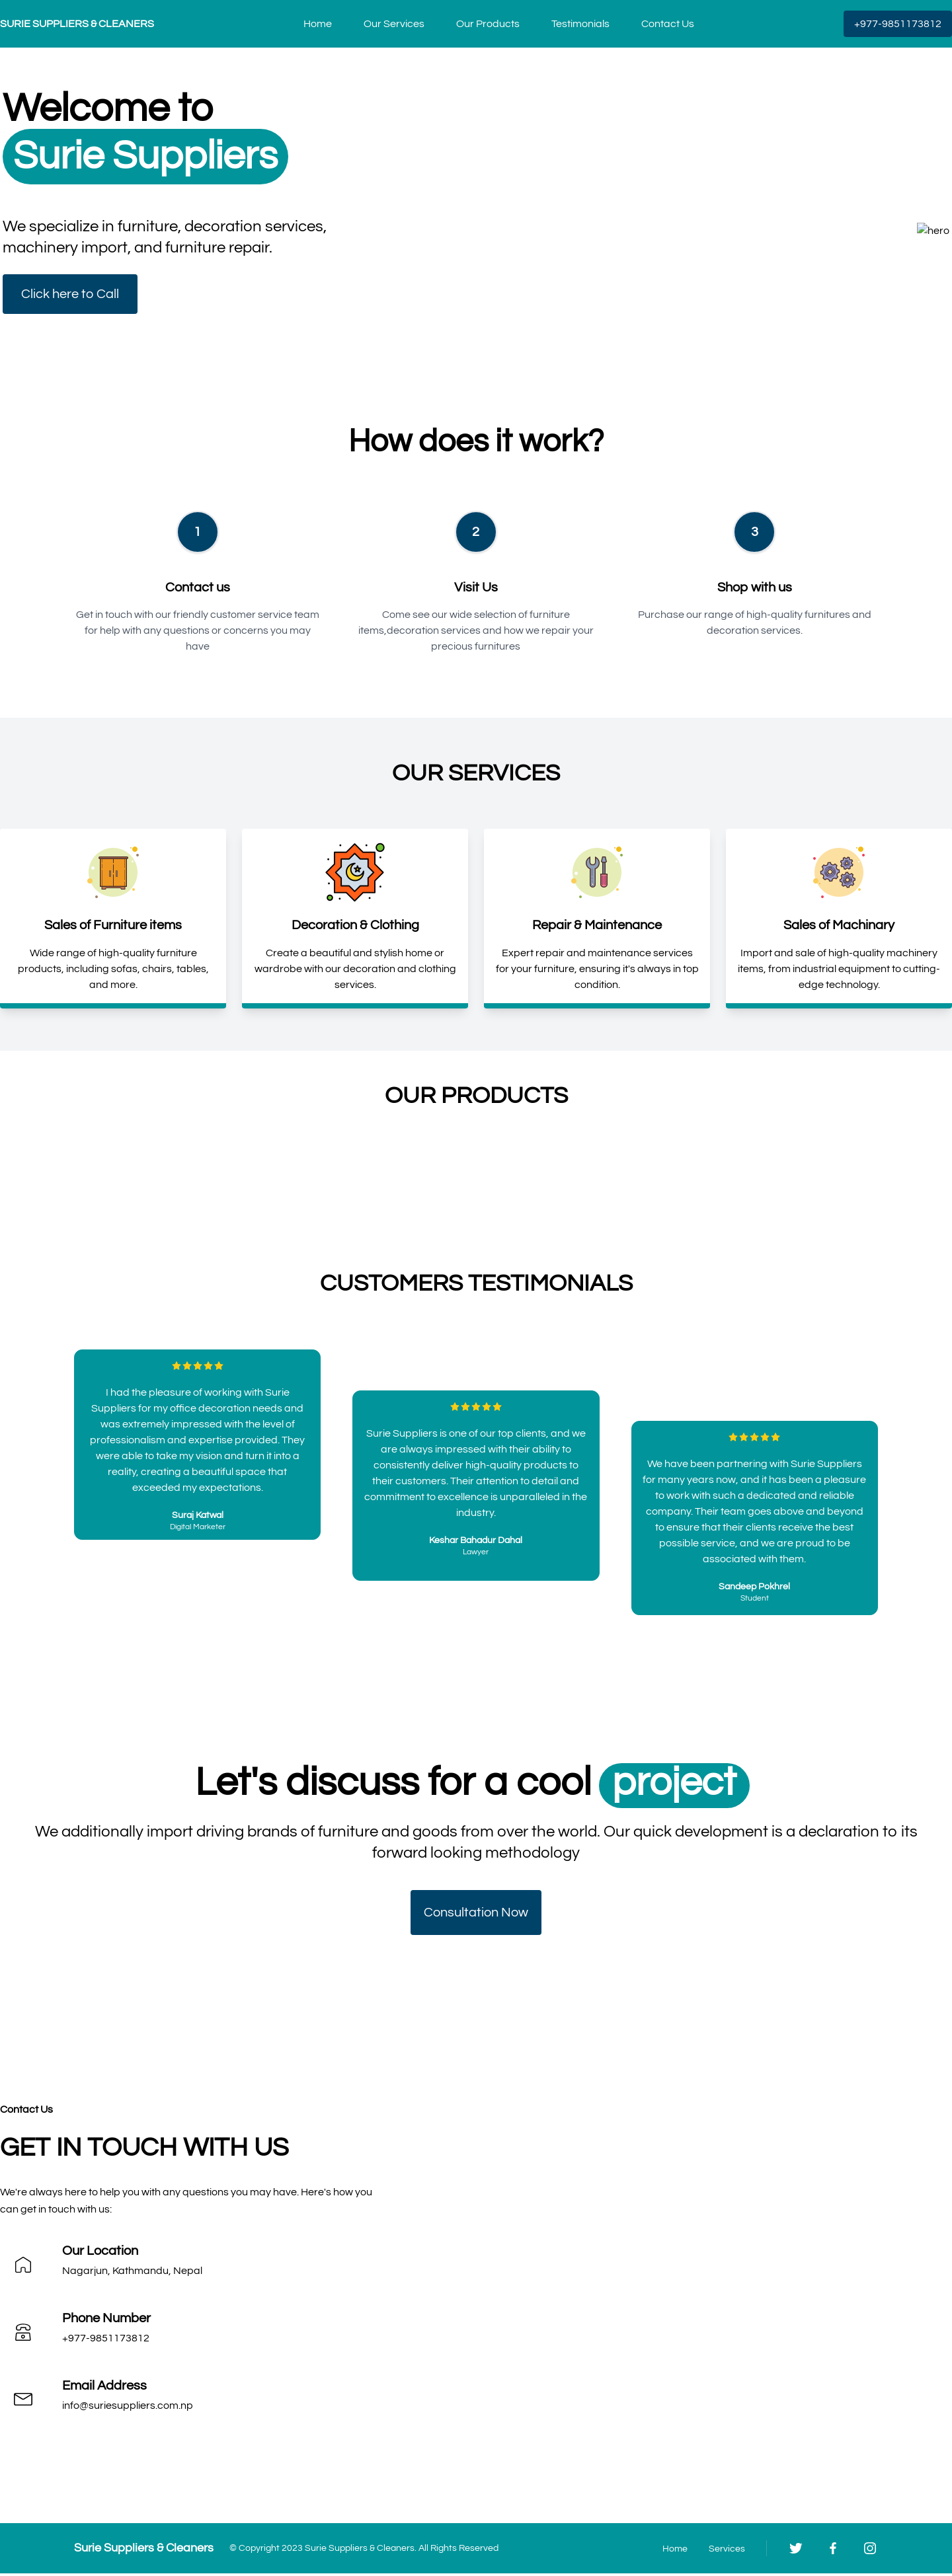 SURIE SUPPLIERS & CLEANERS
Home
Our Services
Our Products
Testimonials
Contact Us
+977-9851173812
Welcome to
Surie Suppliers
We specialize in furniture, decoration services,
machinery import, and furniture repair.
hero
Click here to Call
How does it work?
1
Contact us
Get in touch with our friendly customer service team
for help with any questions or concerns you may
have
2
Visit Us
Come see our wide selection of furniture
items,decoration services and how we repair your
precious furnitures
3
Shop with us
Purchase our range of high-quality furnitures and
decoration services.
OUR SERVICES
Sales of Furniture items
Wide range of high-quality furniture
products, including sofas, chairs, tables,
and more.
Decoration & Clothing
Create a beautiful and stylish home or
wardrobe with our decoration and clothing
services.
Repair & Maintenance
Expert repair and maintenance services
for your furniture, ensuring it's always in top
condition.
Sales of Machinary
Import and sale of high-quality machinery
items, from industrial equipment to cutting-
edge technology.
OUR PRODUCTS
CUSTOMERS TESTIMONIALS
I had the pleasure of working with Surie
Suppliers for my office decoration needs and
was extremely impressed with the level of
professionalism and expertise provided. They
were able to take my vision and turn it into a
reality, creating a beautiful space that
exceeded my expectations.
Suraj Katwal
Digital Marketer
Surie Suppliers is one of our top clients, and we
are always impressed with their ability to
consistently deliver high-quality products to
their customers. Their attention to detail and
commitment to excellence is unparalleled in the
industry.
Keshar Bahadur Dahal
Lawyer
We have been partnering with Surie Suppliers
for many years now, and it has been a pleasure
to work with such a dedicated and reliable
company. Their team goes above and beyond
to ensure that their clients receive the best
possible service, and we are proud to be
associated with them.
Sandeep Pokhrel
Student
Let's discuss for a cool project
We additionally import driving brands of furniture and goods from over the world. Our quick development is a declaration to its
forward looking methodology
Consultation Now
Contact Us
GET IN TOUCH WITH US
We're always here to help you with any questions you may have. Here's how you
can get in touch with us:
Our Location
Nagarjun, Kathmandu, Nepal
Phone Number
+977-9851173812
Email Address
info@suriesuppliers.com.np
Surie Suppliers & Cleaners
© Copyright 2023 Surie Suppliers & Cleaners. All Rights Reserved
Home
Services